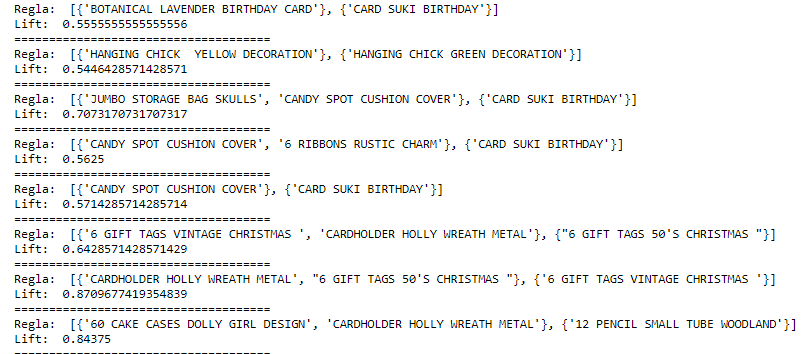 Regla:  [{'BOTANICAL LAVENDER BIRTHDAY CARD'}, {'CARD SUKI BIRTHDAY'}]
Lift:  0.5555555555555556
=====================================
Regla:  [{'HANGING CHICK  YELLOW DECORATION'}, {'HANGING CHICK GREEN DECORATION'}]
Lift:  0.5446428571428571
=====================================
Regla:  [{'JUMBO STORAGE BAG SKULLS', 'CANDY SPOT CUSHION COVER'}, {'CARD SUKI BIRTHDAY'}]
Lift:  0.7073170731707317
=====================================
Regla:  [{'CANDY SPOT CUSHION COVER', '6 RIBBONS RUSTIC CHARM'}, {'CARD SUKI BIRTHDAY'}]
Lift:  0.5625
=====================================
Regla:  [{'CANDY SPOT CUSHION COVER'}, {'CARD SUKI BIRTHDAY'}]
Lift:  0.5714285714285714
=====================================
Regla:  [{'6 GIFT TAGS VINTAGE CHRISTMAS ', 'CARDHOLDER HOLLY WREATH METAL'}, {"6 GIFT TAGS 50'S CHRISTMAS "}]
Lift:  0.6428571428571429
=====================================
Regla:  [{'CARDHOLDER HOLLY WREATH METAL', "6 GIFT TAGS 50'S CHRISTMAS "}, {'6 GIFT TAGS VINTAGE CHRISTMAS '}]
Lift:  0.8709677419354839
=====================================
Regla:  [{'60 CAKE CASES DOLLY GIRL DESIGN', 'CARDHOLDER HOLLY WREATH METAL'}, {'12 PENCIL SMALL TUBE WOODLAND'}]
Lift:  0.84375
=====================================